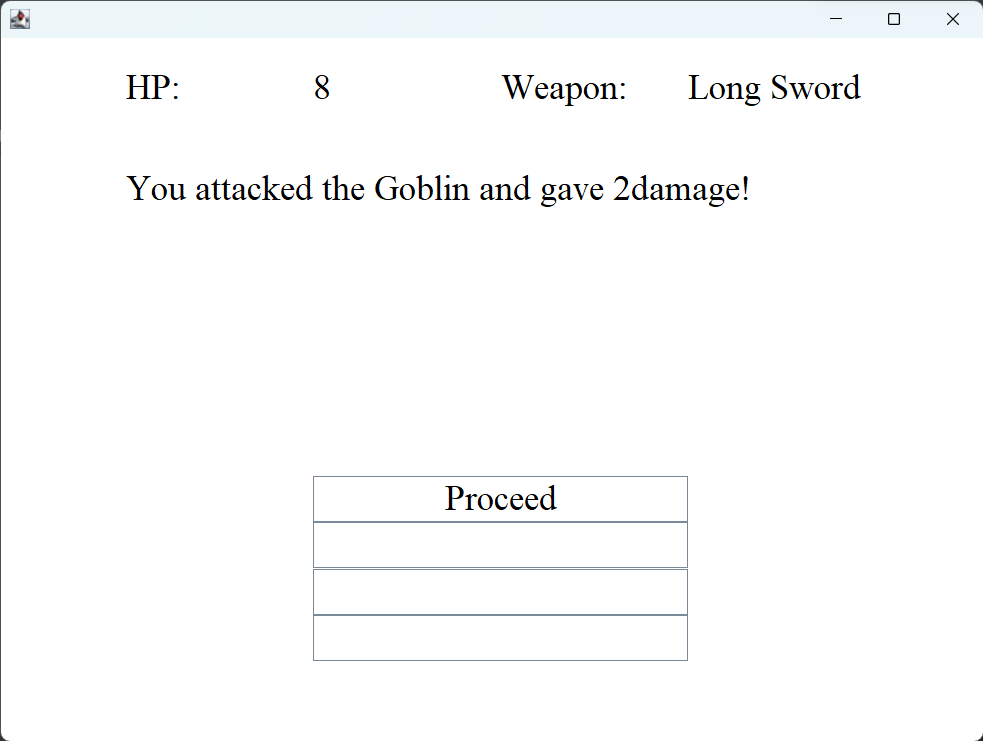 HP: 8 Weapon: Long Sword
You attacked the Goblin and gave 2damage!
Proceed